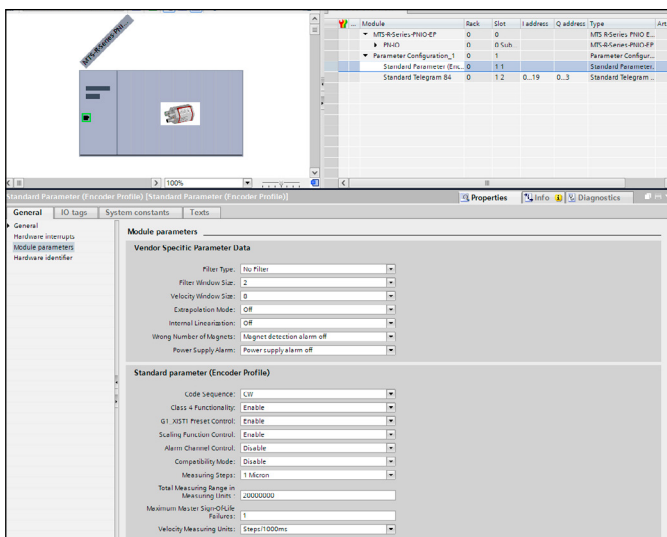 ... Module Rack Slot I address Q address Type Art
MTS-R-Series-PNIO-EP 0 0 MTS R-Series PNIO E...
PN-IO 0 0 Sub... MTS-R-Series-PNIO-EP
Parameter Configuration_1 0 1 Parameter Configur...
Standard Parameter (Enc... 0 1 1 Standard Parameter...
Standard Telegram 84 0 1 2 0...19 0...3 Standard Telegram ...
MTS-R-Series PNI...
100%
Standard Parameter (Encoder Profile) [Standard Parameter (Encoder Profile)]
Properties Info Diagnostics
General IO tags System constants Texts
General
Hardware interrupts
Module parameters
Hardware identifier
Module parameters
Vendor Specific Parameter Data
Filter Type: No Filter
Filter Window Size: 2
Velocity Window Size: 8
Extrapolation Mode: Off
Internal Linearization: Off
Wrong Number of Magnets: Magnet detection alarm off
Power Supply Alarm: Power supply alarm off
Standard parameter (Encoder Profile)
Code Sequence: CW
Class 4 Functionality: Enable
G1_XIST1 Preset Control: Enable
Scaling Function Control: Enable
Alarm Channel Control: Disable
Compatibility Mode: Disable
Measuring Steps: 1 Micron
Total Measuring Range in
Measuring Units : 20000000
Maximum Master Sign-Of-Life
Failures: 1
Velocity Measuring Units: Steps/1000ms